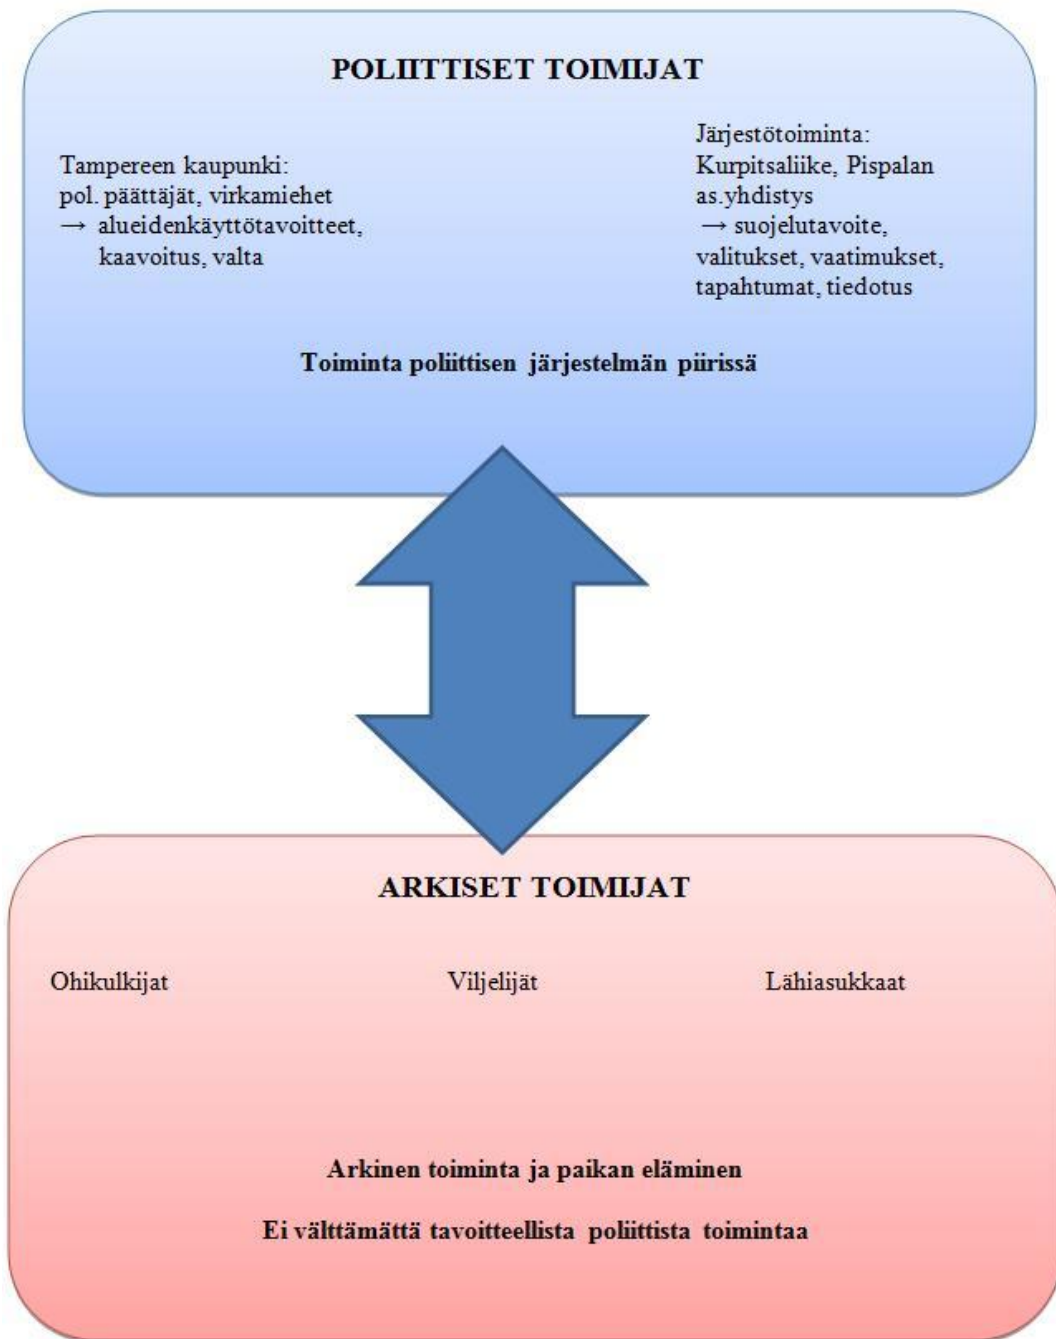 POLIITTISET TOIMIJAT
Tampereen kaupunki:
pol. päättäjät, virkamiehet
→ alueidenkäyttötavoitteet,
kaavoitus, valta
Järjestötoiminta:
Kurpitsaliike, Pispalan
as.yhdistys
→ suojelutavoite,
valitukset, vaatimukset,
tapahtumat, tiedotus
Toiminta poliittisen järjestelmän piirissä
ARKISET TOIMIJAT
Ohikulkijat
Viljelijät
Lähiasukkaat
Arkinen toiminta ja paikan eläminen
Ei välttämättä tavoitteellista poliittista toimintaa